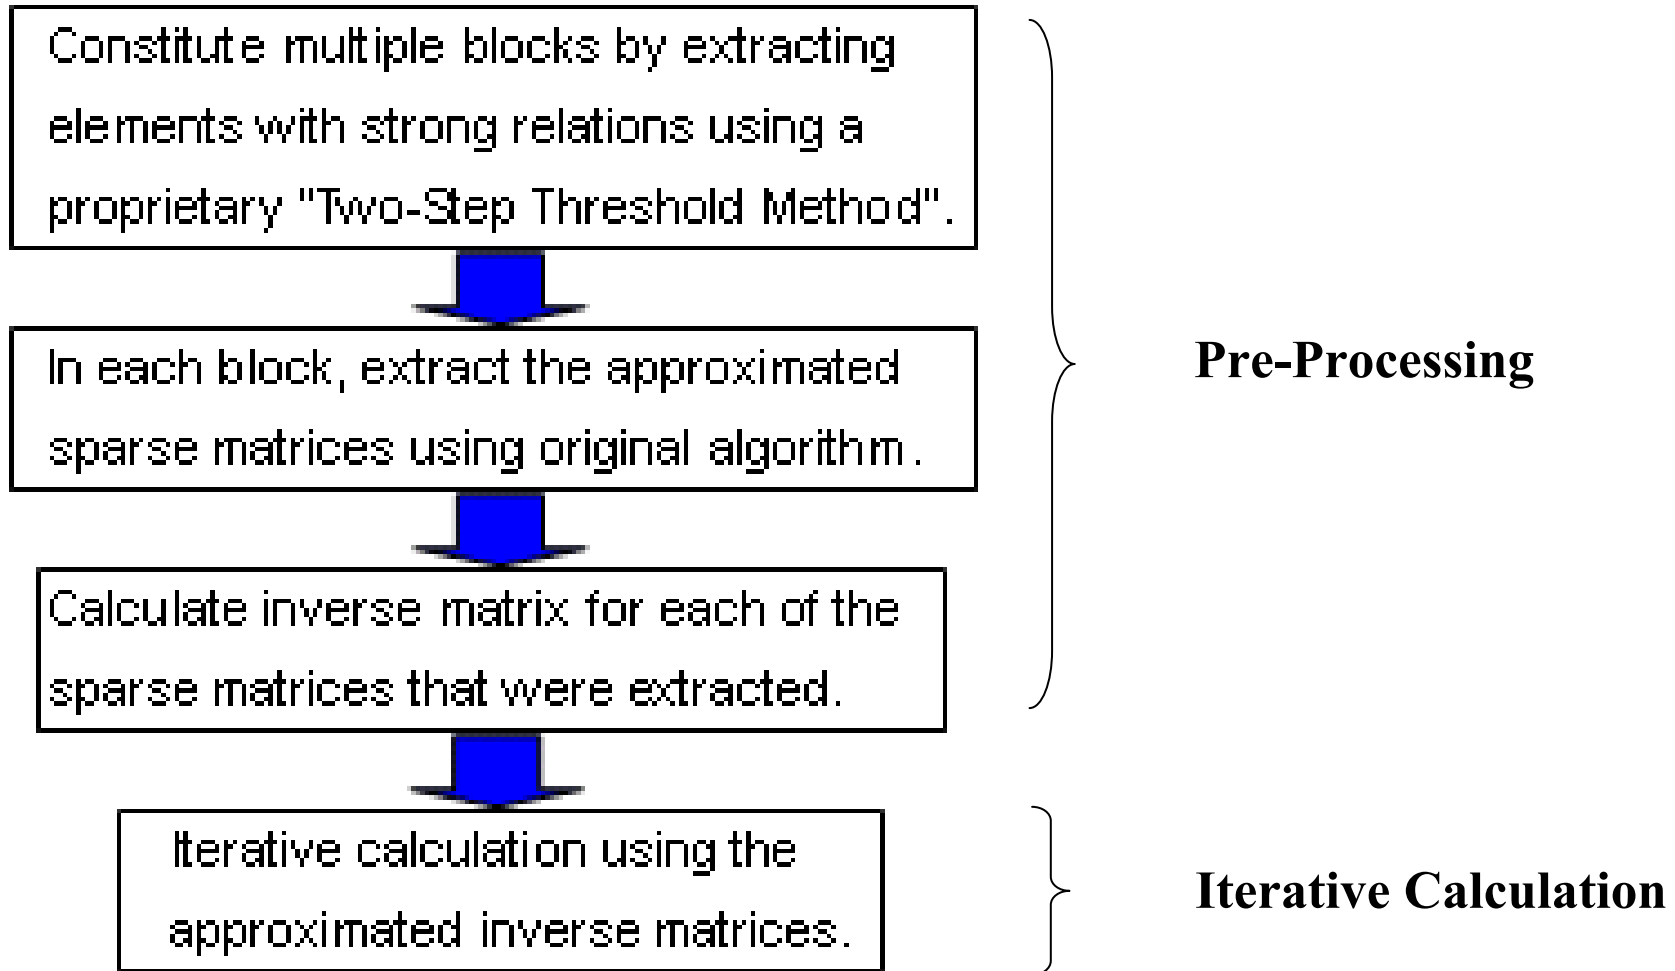 Constitute multiple blocks by extracting
elements with strong relations using a
proprietary "Two-Step Threshold Method".
In each block, extract the approximated
sparse matrices using original algorithm.
Calculate inverse matrix for each of the
sparse matrices that were extracted.
Pre-Processing
Iterative calculation using the
approximated inverse matrices.
Iterative Calculation